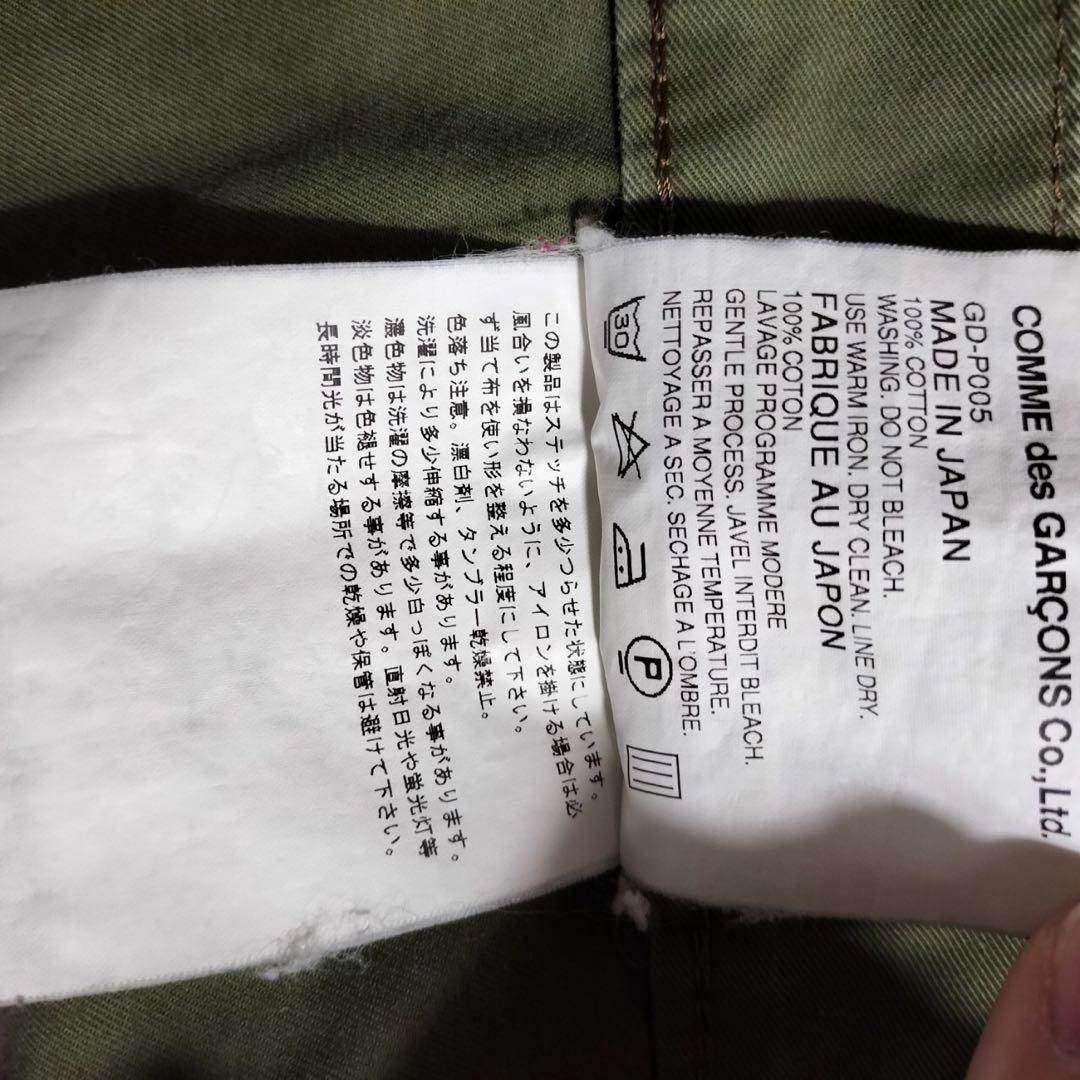 COMME des GARÇONS Co.,Ltd.
GD-P005
MADE IN JAPAN
100% COTTON
WASHING. DO NOT BLEACH.
USE WARM IRON. DRY CLEAN. LINE DRY.
FABRIQUE AU JAPON
100% COTON
LAVAGE PROGRAMME MODERE
GENTLE PROCESS. JAVEL INTERDIT BLEACH.
REPASSER A MOYENNE TEMPERATURE.
NETTOYAGE A SEC. SECHAGE A L'OMBRE.
30
P
この製品はステッチを多少つらせた状態にしています。
風合いを損なわないように、アイロンを掛ける場合は必
ず当て布を使い形を整える程度にして下さい。
色落ち注意。漂白剤、タンブラー乾燥禁止。
洗濯により多少伸縮する事があります。
濃色物は洗濯の摩擦等で多少白っぽくなる事があります。
淡色物は色褪せする事があります。直射日光や蛍光灯等
長時間光が当たる場所での乾燥や保管は避けて下さい。